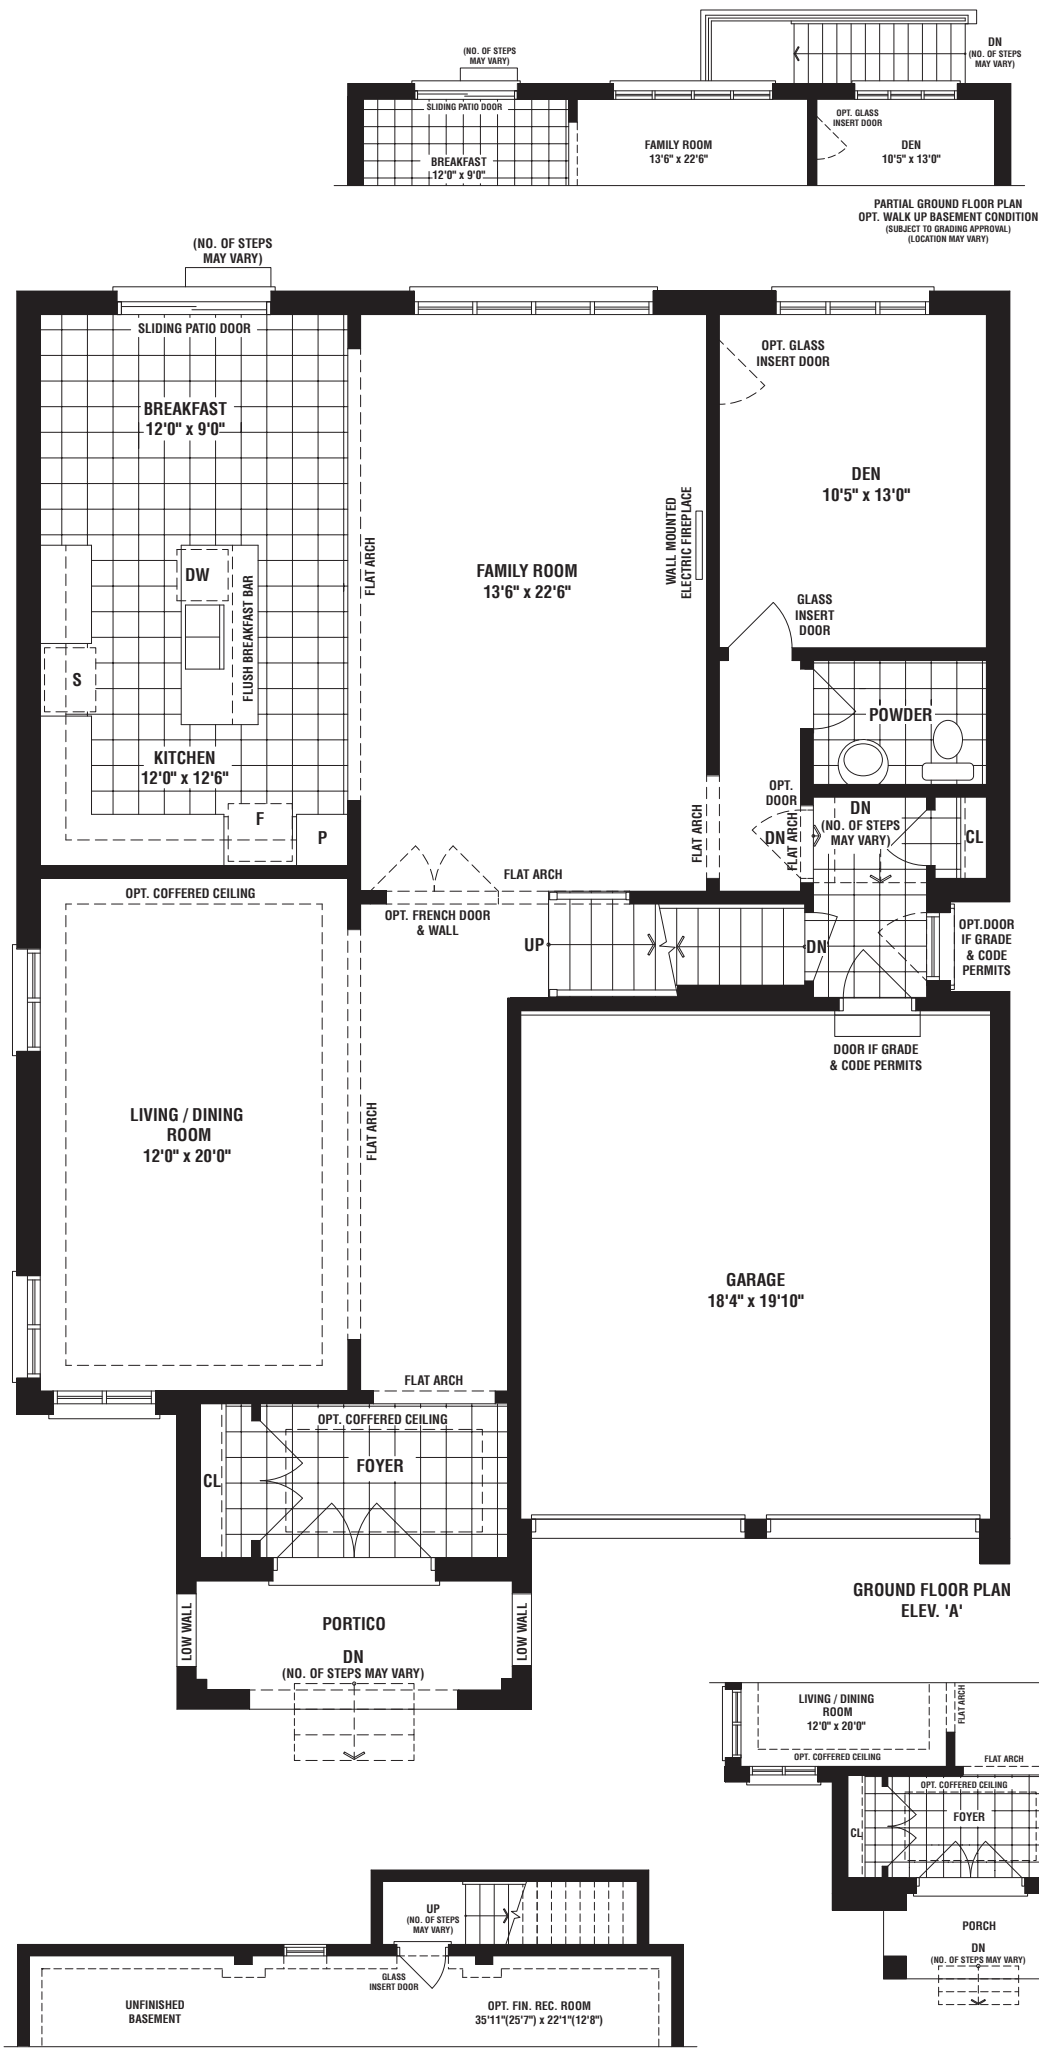 (NO. OF STEPS
MAY VARY)
DN
(NO. OF STEPS
MAY VARY)
SLIDING PATIO DOOR
BREAKFAST
12'0" x 9'0"
FAMILY ROOM
13'6" x 22'6"
OPT. GLASS
INSERT DOOR
DEN
10'5" x 13'0"
PARTIAL GROUND FLOOR PLAN
OPT. WALK UP BASEMENT CONDITION
(SUBJECT TO GRADING APPROVAL)
(LOCATION MAY VARY)
(NO. OF STEPS
MAY VARY)
SLIDING PATIO DOOR
BREAKFAST
12'0" x 9'0"
OPT. GLASS
INSERT DOOR
DEN
10'5" x 13'0"
FLAT ARCH
FAMILY ROOM
13'6" x 22'6"
WALL MOUNTED
ELECTRIC FIREPLACE
DW
FLUSH BREAKFAST BAR
S
GLASS
INSERT
DOOR
POWDER
KITCHEN
12'0" x 12'6"
F
P
OPT.
DOOR
FLAT ARCH
DN
FLAT ARCH
DN
(NO. OF STEPS
MAY VARY)
CL
FLAT ARCH
OPT. COFFERED CEILING
OPT. FRENCH DOOR
& WALL
UP
DN
OPT.DOOR
IF GRADE
& CODE
PERMITS
DOOR IF GRADE
& CODE PERMITS
LIVING / DINING
ROOM
12'0" x 20'0"
FLAT ARCH
GARAGE
18'4" x 19'10"
FLAT ARCH
OPT. COFFERED CEILING
FOYER
CL
LOW WALL
PORTICO
LOW WALL
DN
(NO. OF STEPS MAY VARY)
GROUND FLOOR PLAN
ELEV. 'A'
LIVING / DINING
ROOM
12'0" x 20'0"
FLAT ARCH
OPT. COFFERED CEILING
FLAT ARCH
OPT. COFFERED CEILING
FOYER
CL
PORCH
DN
(NO. OF STEPS MAY VARY)
UP
(NO. OF STEPS
MAY VARY)
GLASS
INSERT DOOR
UNFINISHED
BASEMENT
OPT. FIN. REC. ROOM
35'11"(25'7") x 22'1"(12'8")